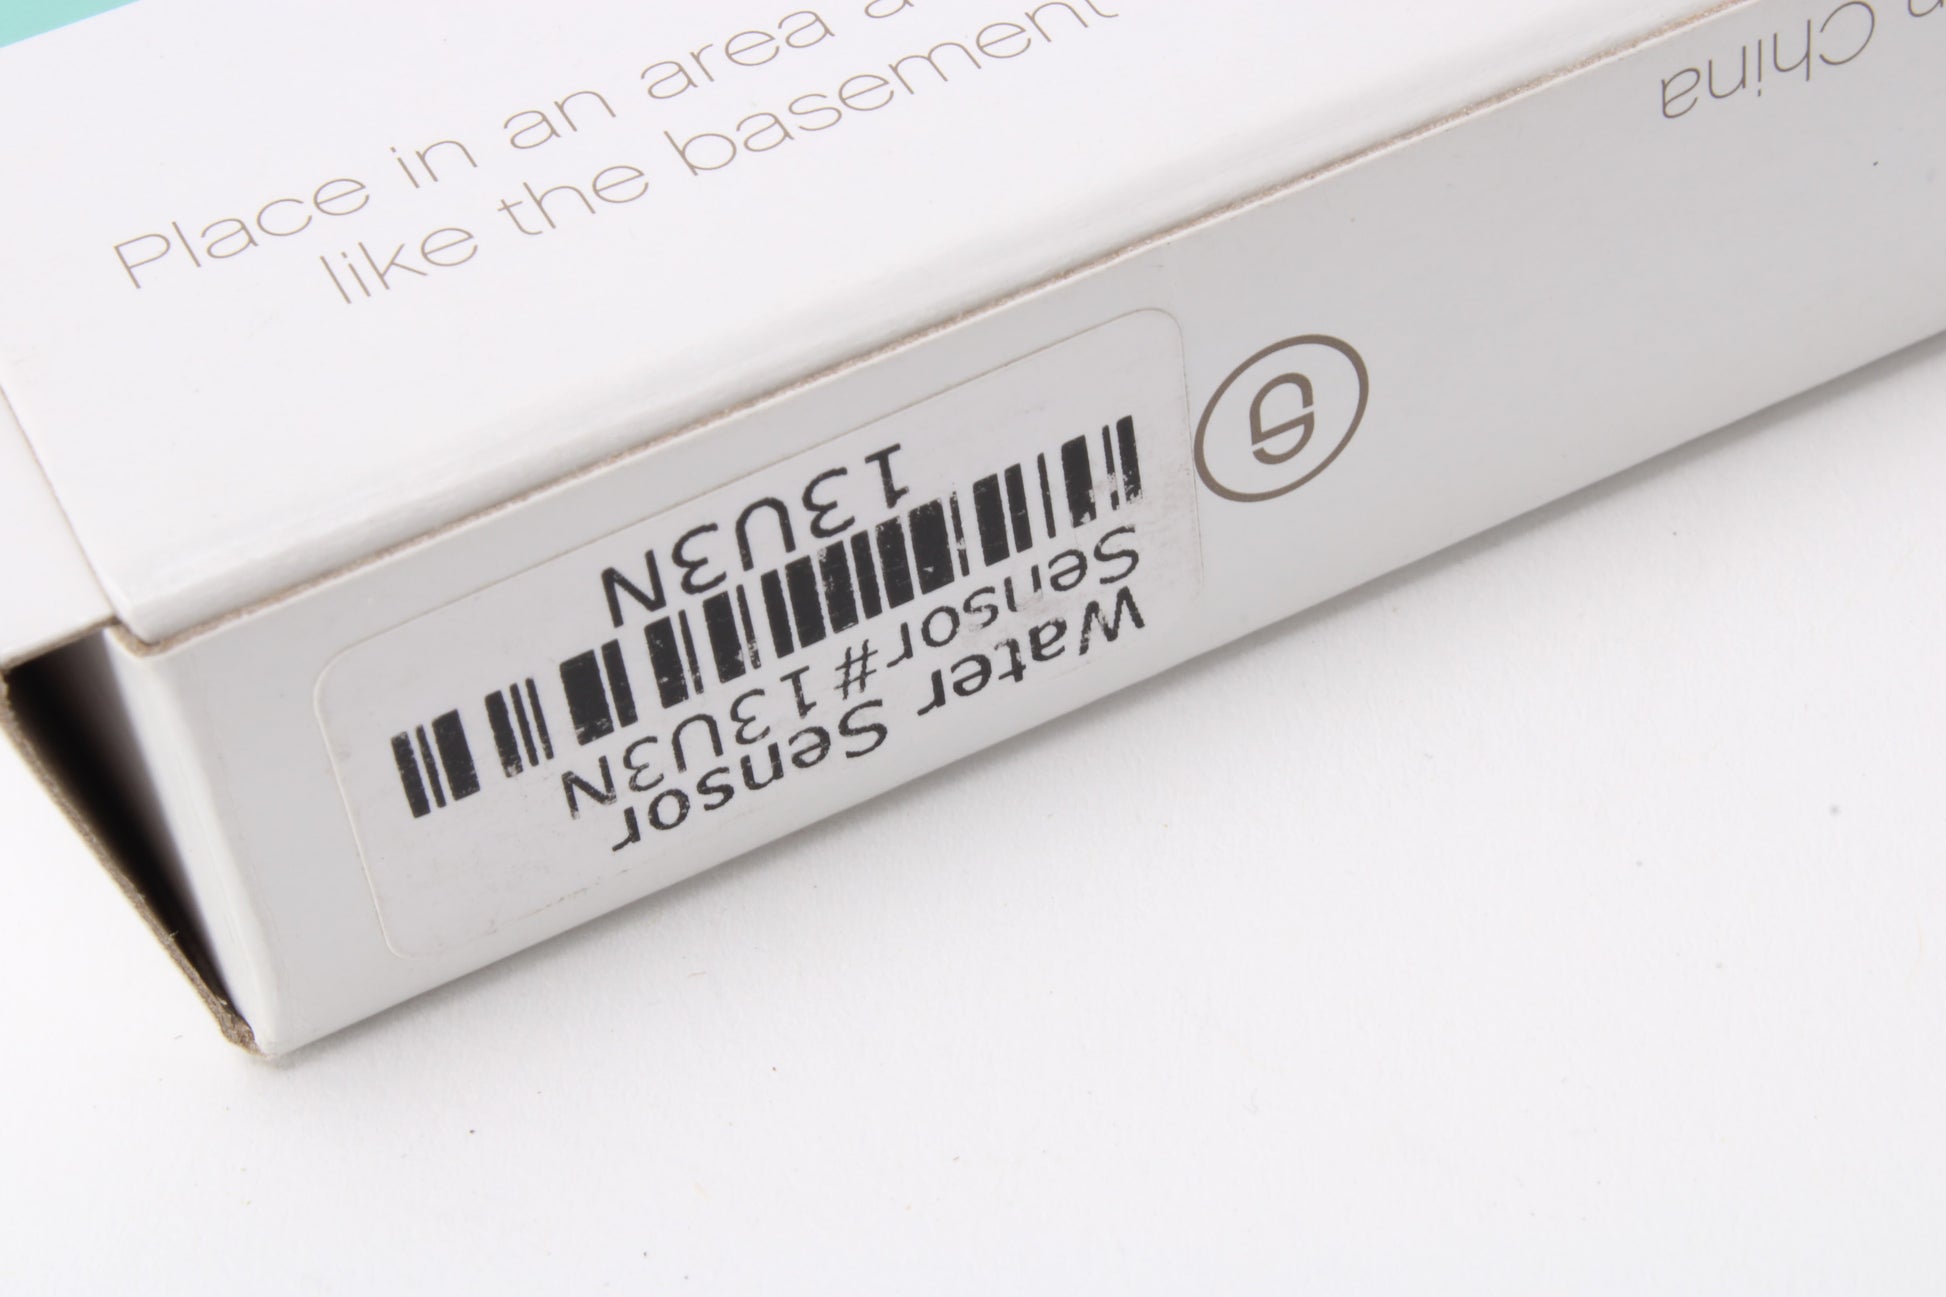 Place in an area
like the basement
China
Water Sensor
Sensor#13U3N
13U3N